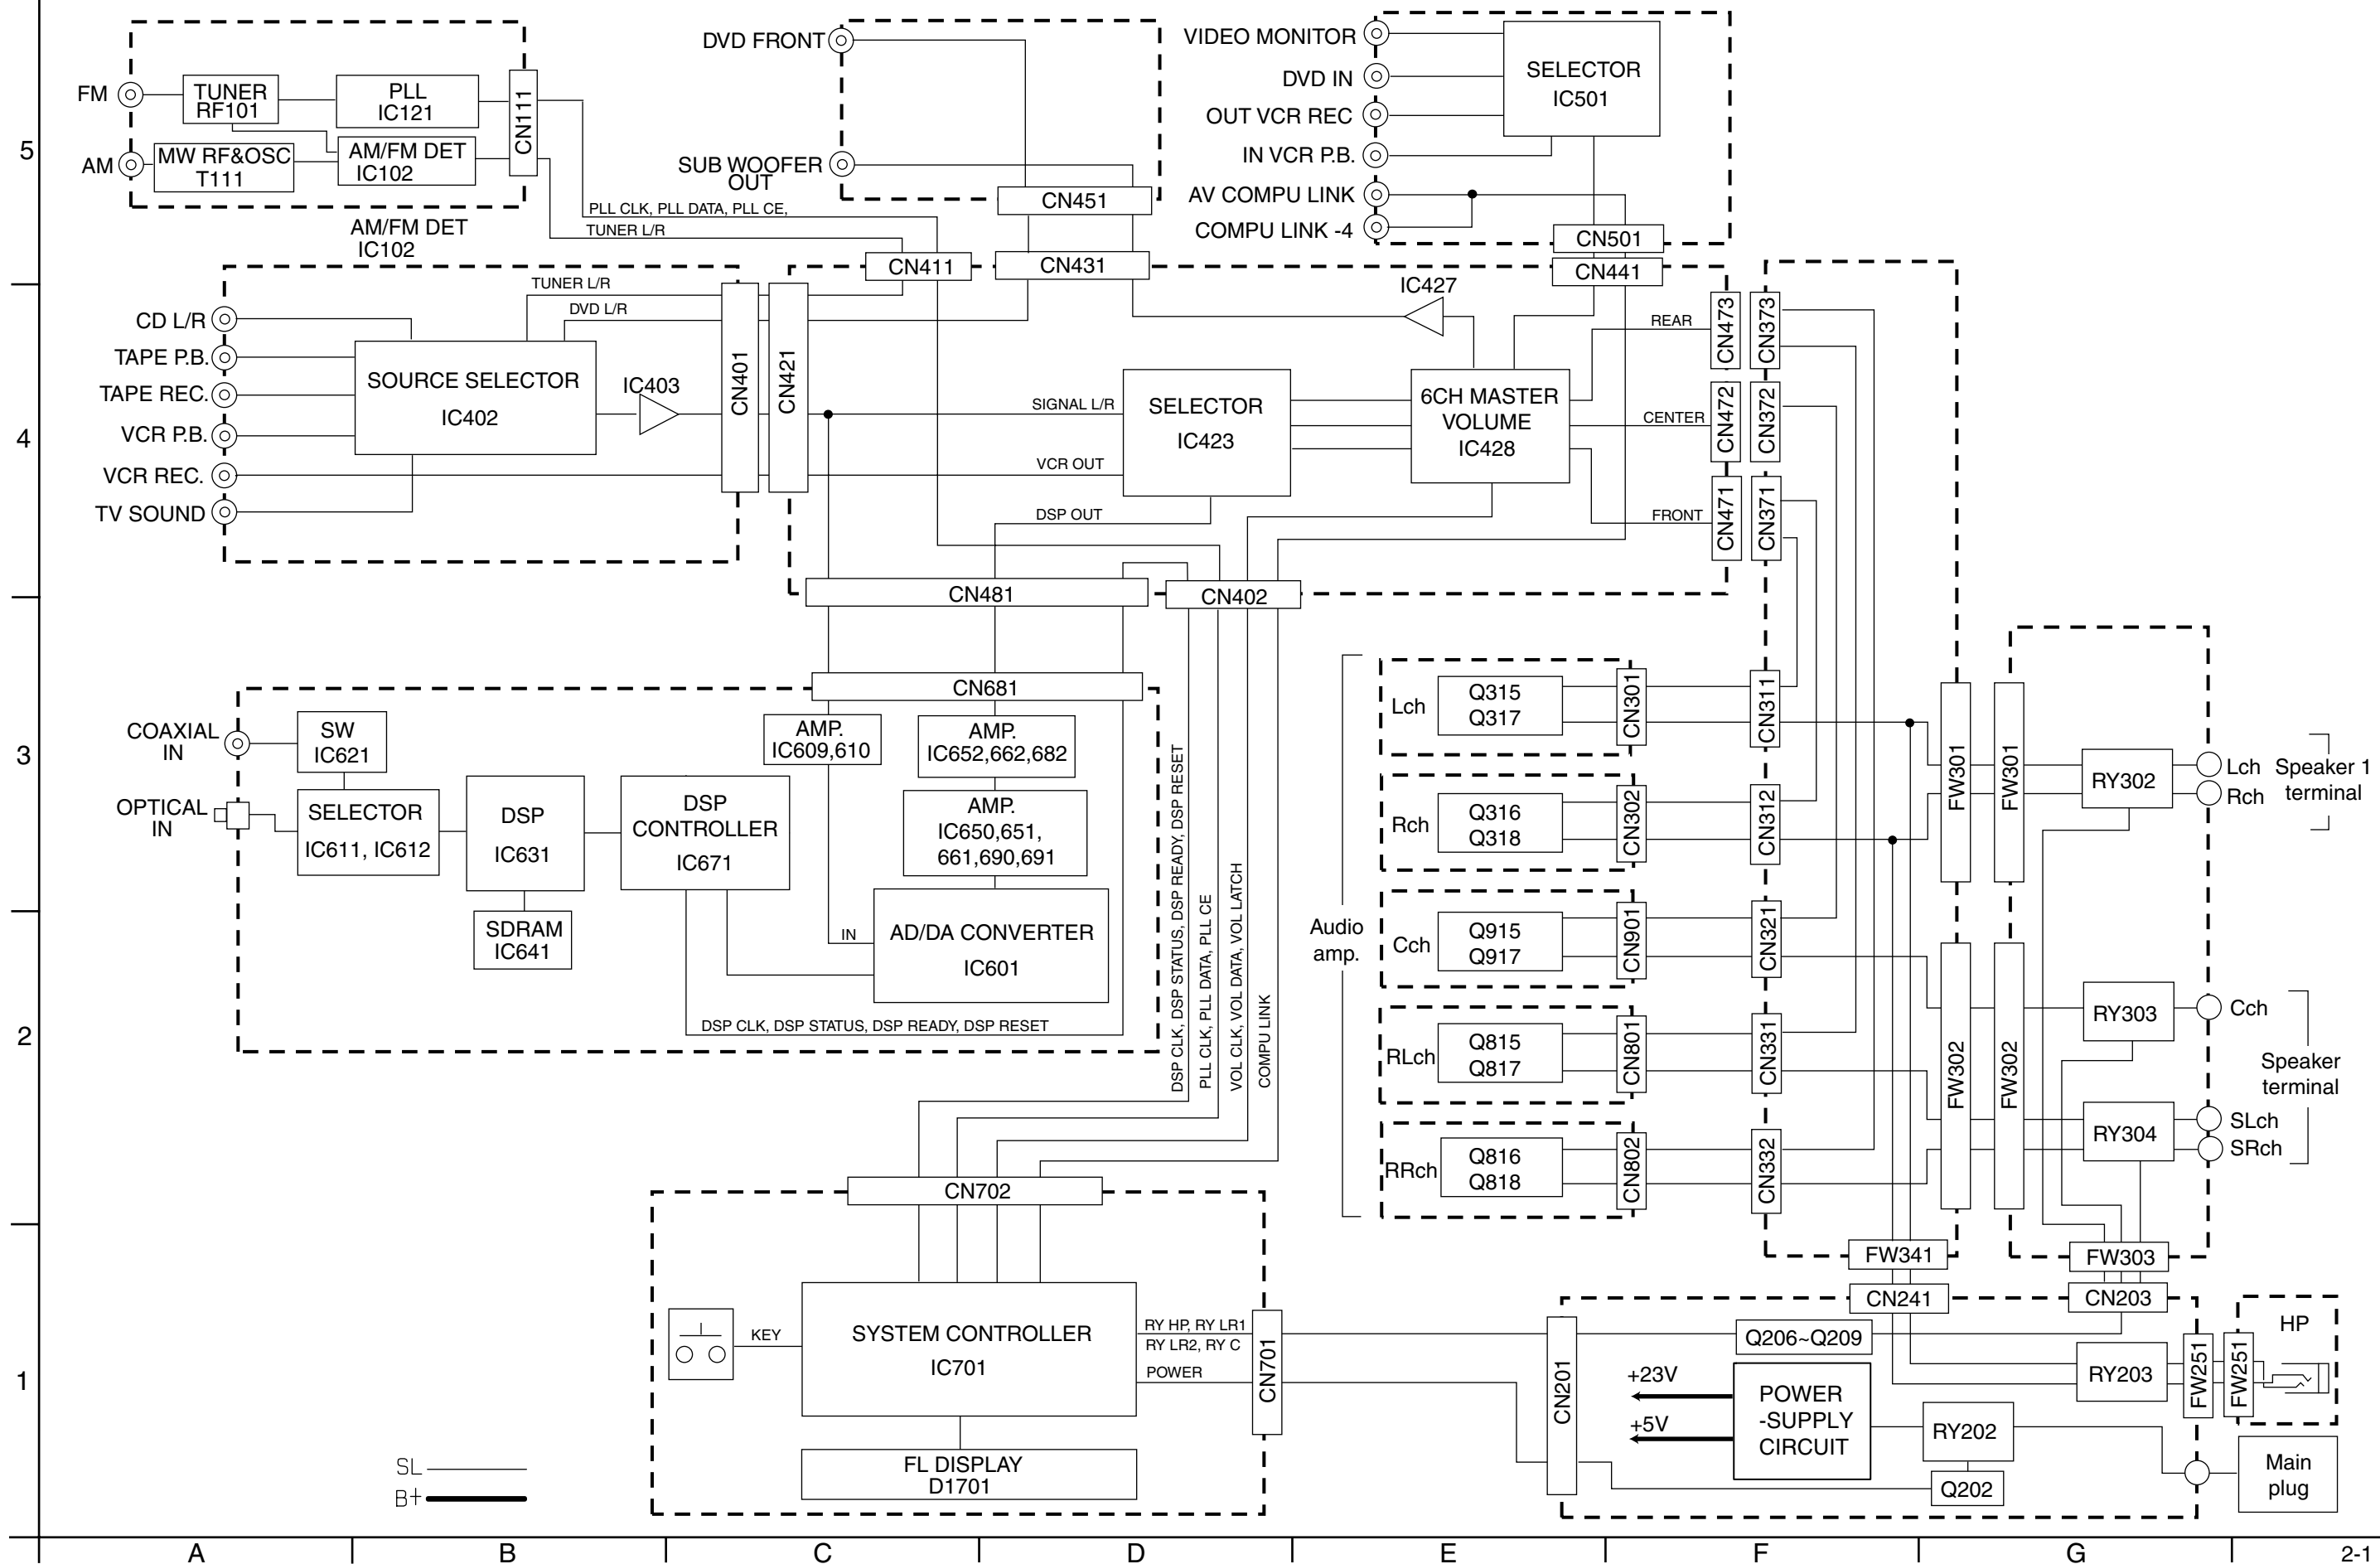 FM
TUNER
RF101
PLL
IC121
CN111
AM
MW RF&OSC
T111
AM/FM DET
IC102
AM/FM DET
IC102
PLL CLK, PLL DATA, PLL CE,
TUNER L/R
DVD FRONT
SUB WOOFER
OUT
CN451
VIDEO MONITOR
DVD IN
OUT VCR REC
IN VCR P.B.
AV COMPU LINK
COMPU LINK -4
SELECTOR
IC501
CN501
5
CN411
CN431
CN441
TUNER L/R
DVD L/R
CD L/R
TAPE P.B.
TAPE REC.
VCR P.B.
VCR REC.
TV SOUND
SOURCE SELECTOR
IC402
IC403
CN401
CN421
SIGNAL L/R
VCR OUT
DSP OUT
SELECTOR
IC423
IC427
6CH MASTER
VOLUME
IC428
REAR
CENTER
FRONT
CN473
CN373
CN472
CN372
CN471
CN371
4
CN481
CN402
CN681
COAXIAL
IN
OPTICAL
IN
SW
IC621
SELECTOR
IC611, IC612
DSP
IC631
SDRAM
IC641
DSP
CONTROLLER
IC671
AMP.
IC609,610
AMP.
IC652,662,682
AMP.
IC650,651,
661,690,691
IN
AD/DA CONVERTER
IC601
DSP CLK, DSP STATUS, DSP READY, DSP RESET
DSP CLK, DSP STATUS, DSP READY, DSP RESET
PLL CLK, PLL DATA, PLL CE
VOL CLK, VOL DATA, VOL LATCH
COMPU LINK
3
2
Audio
amp.
Lch
Q315
Q317
CN301
CN311
Rch
Q316
Q318
CN302
CN312
Cch
Q915
Q917
CN901
CN321
RLch
Q815
Q817
CN801
CN331
RRch
Q816
Q818
CN802
CN332
FW301
FW301
FW302
FW302
RY302
Lch
Rch
Speaker 1
terminal
RY303
Cch
Speaker
terminal
RY304
SLch
SRch
FW341
FW303
CN241
CN203
CN702
KEY
SYSTEM CONTROLLER
IC701
RY HP, RY LR1
RY LR2, RY C
POWER
CN701
FL DISPLAY
D1701
CN201
Q206~Q209
+23V
+5V
POWER
-SUPPLY
CIRCUIT
RY203
RY202
Q202
FW251
FW251
HP
Main
plug
1
SL
B+
A
B
C
D
E
F
G
2-1